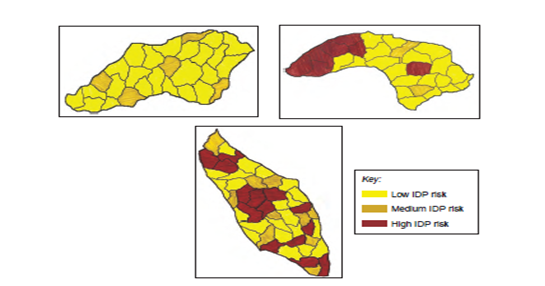 Key:
Low IDP risk
Medium IDP risk
High IDP risk